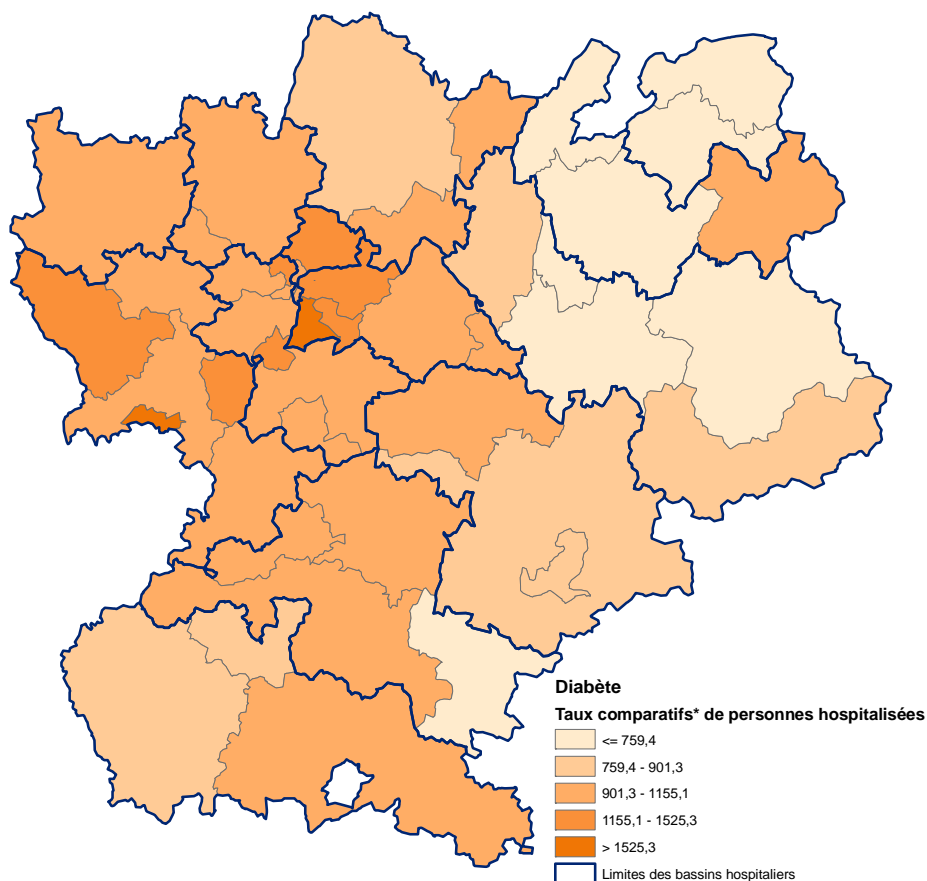 Diabète
Taux comparatifs* de personnes hospitalisées
<= 759,4
759,4 - 901,3
901,3 - 1155,1
1155,1 - 1525,3
> 1525,3
Limites des bassins hospitaliers